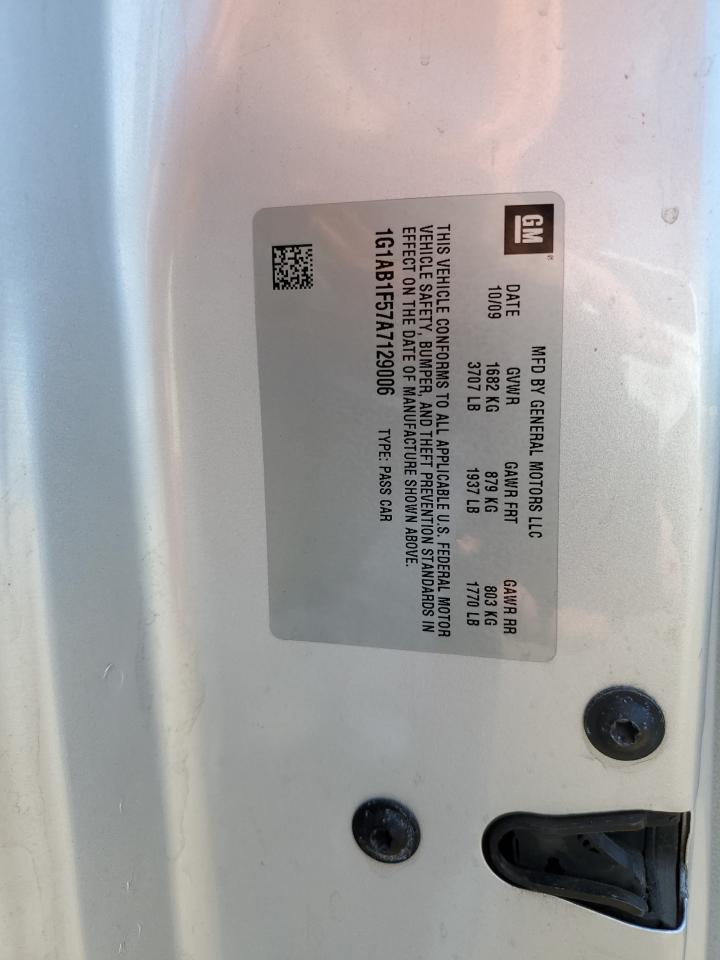 GM
MFD BY GENERAL MOTORS LLC
DATE GVWR GAWR FRT GAWR RR
10/09 1682 KG 879 KG 803 KG
3707 LB 1937 LB 1770 LB
THIS VEHICLE CONFORMS TO ALL APPLICABLE U.S. FEDERAL MOTOR
VEHICLE SAFETY, BUMPER, AND THEFT PREVENTION STANDARDS IN
EFFECT ON THE DATE OF MANUFACTURE SHOWN ABOVE.
1G1AB1F57A7129006 TYPE: PASS CAR